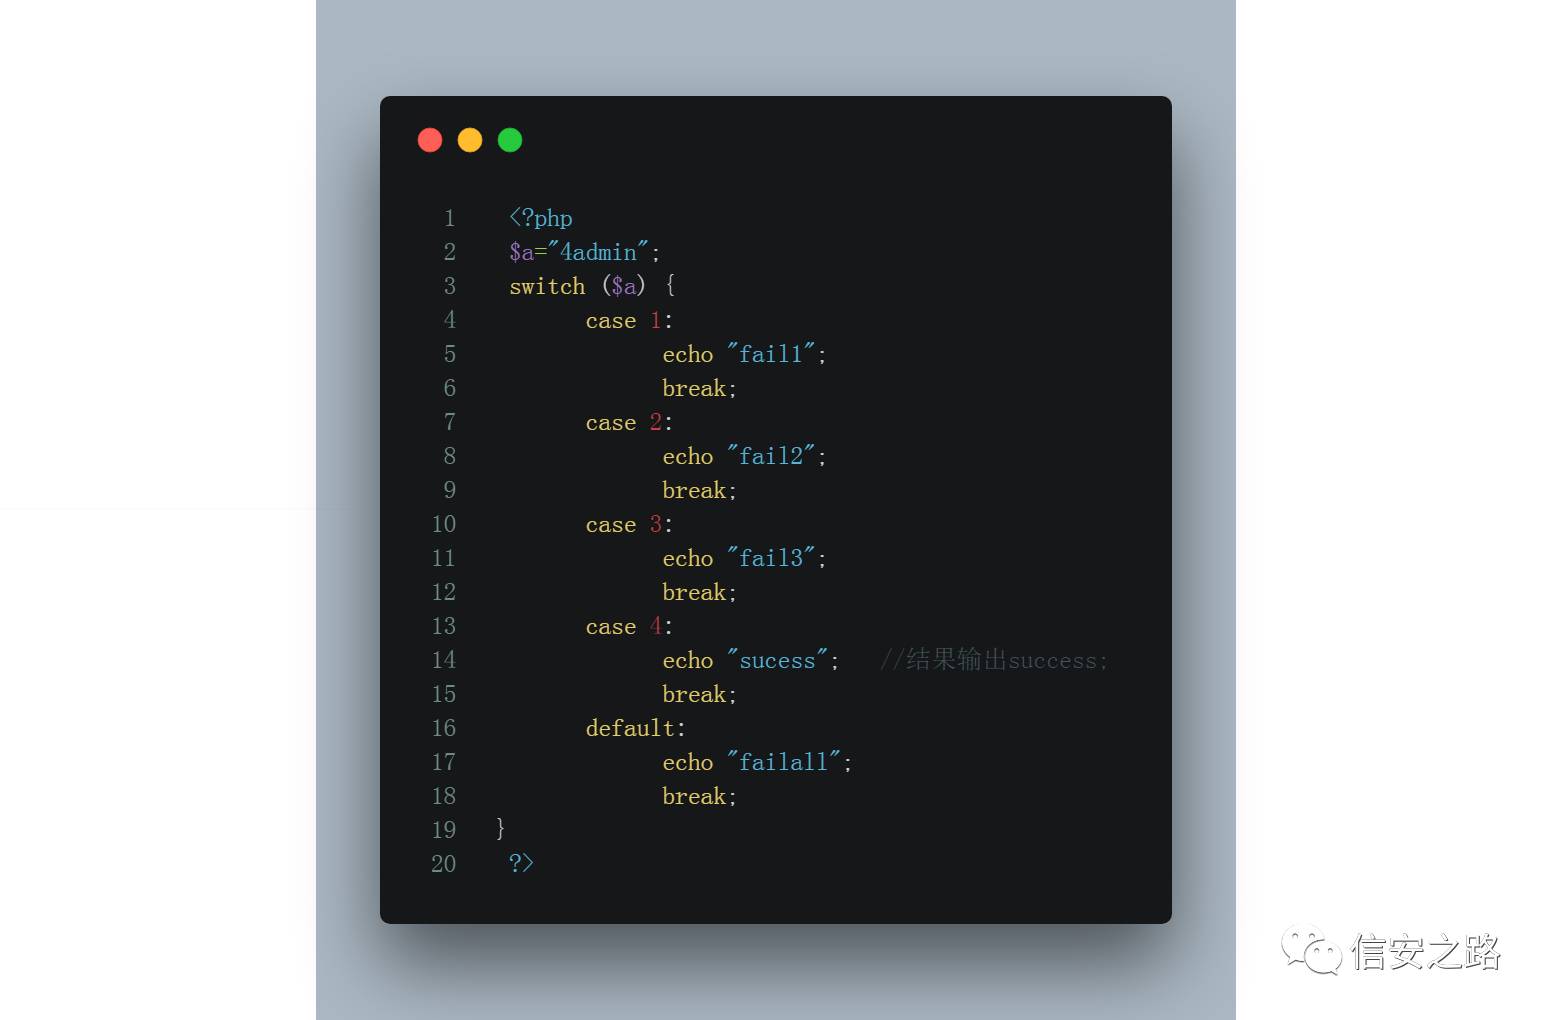 1 <?php
2 $a="4admin";
3 switch ($a) {
4 case 1:
5 echo "fail1";
6 break;
7 case 2:
8 echo "fail2";
9 break;
10 case 3:
11 echo "fail3";
12 break;
13 case 4:
14 echo "sucess"; //结果输出success;
15 break;
16 default:
17 echo "failall";
18 break;
19 }
20 ?>
信安之路